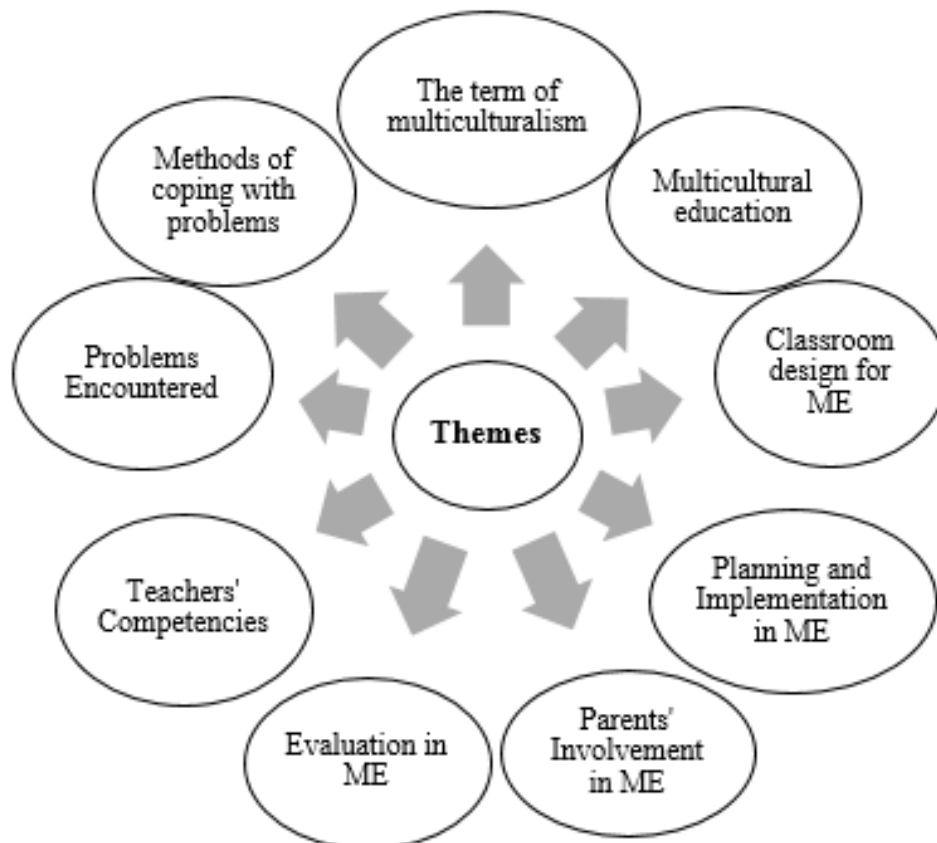 The term of
multiculturalism
Multicultural
education
Classroom
design for
ME
Planning and
Implementation
in ME
Parents'
Involvement
in ME
Evaluation in
ME
Teachers'
Competencies
Problems
Encountered
Methods of
coping with
problems
Themes